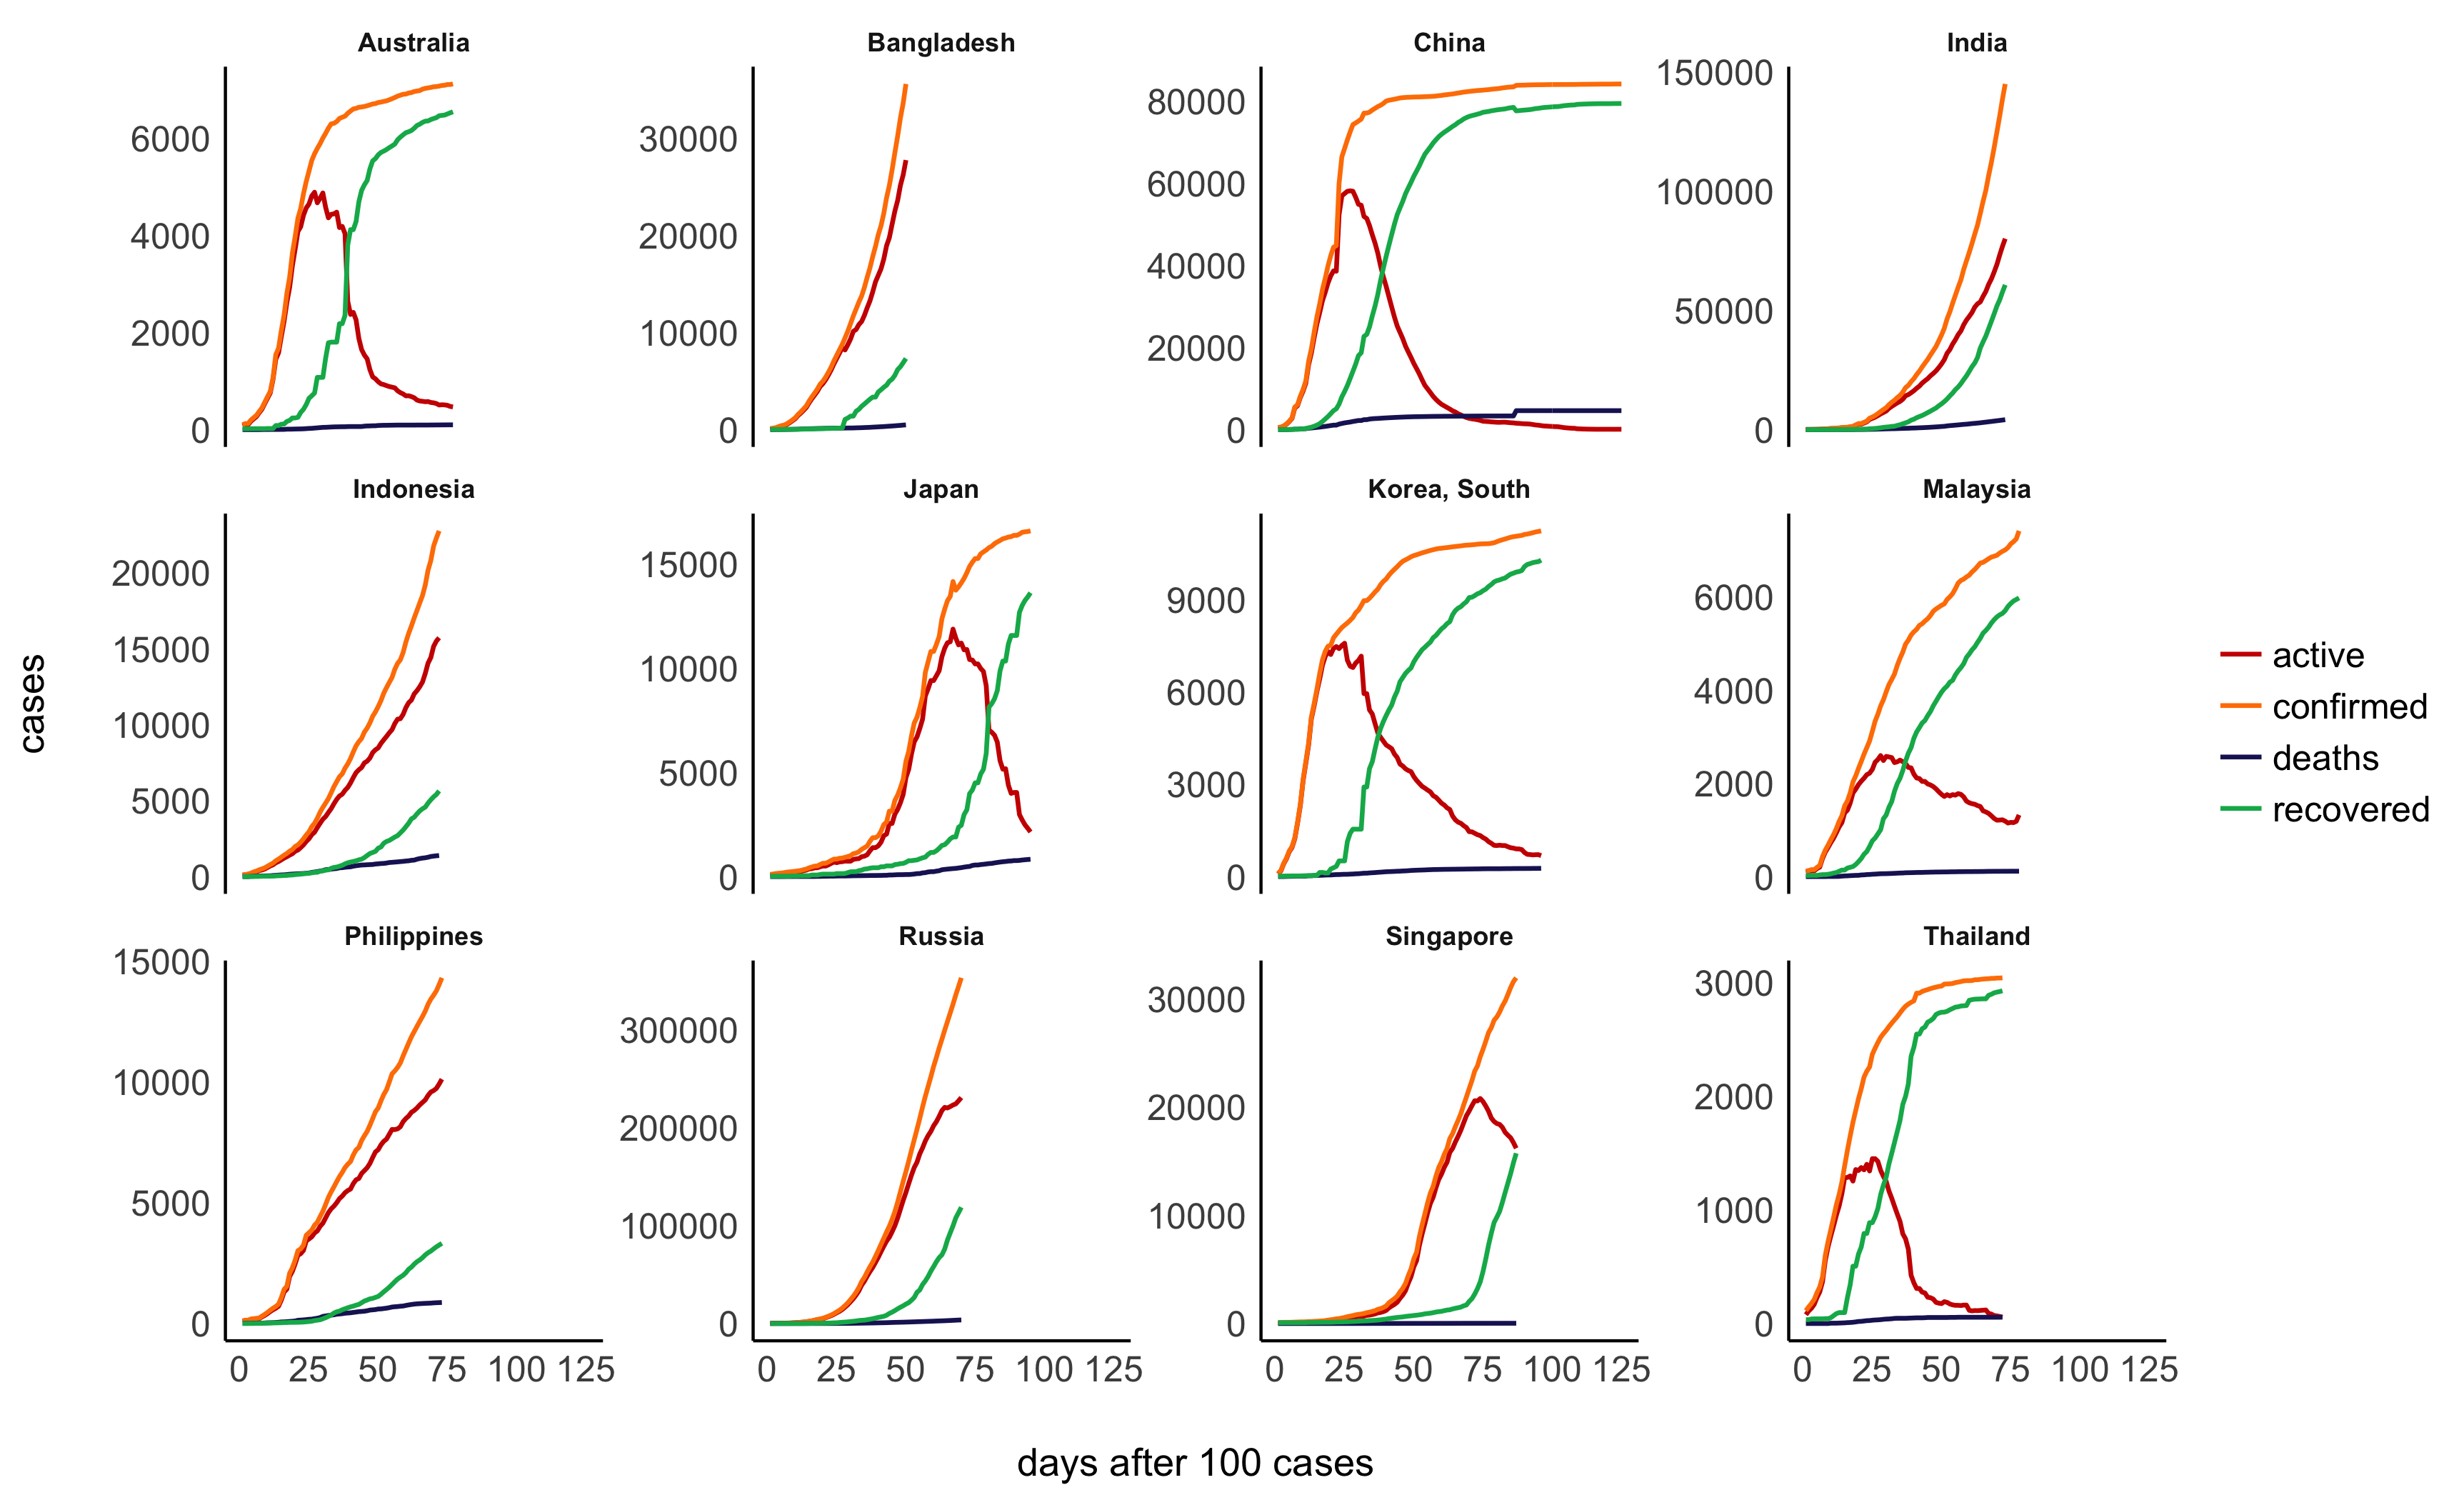 Australia
Bangladesh
China
India
6000
4000
2000
0
30000
20000
10000
0
80000
60000
40000
20000
0
150000
100000
50000
0
Indonesia
Japan
Korea, South
Malaysia
20000
15000
10000
5000
0
15000
10000
5000
0
9000
6000
3000
0
6000
4000
2000
0
Philippines
Russia
Singapore
Thailand
15000
10000
5000
0
300000
200000
100000
0
30000
20000
10000
0
3000
2000
1000
0
0 25 50 75 100 125
0 25 50 75 100 125
0 25 50 75 100 125
0 25 50 75 100 125
days after 100 cases
cases
active
confirmed
deaths
recovered